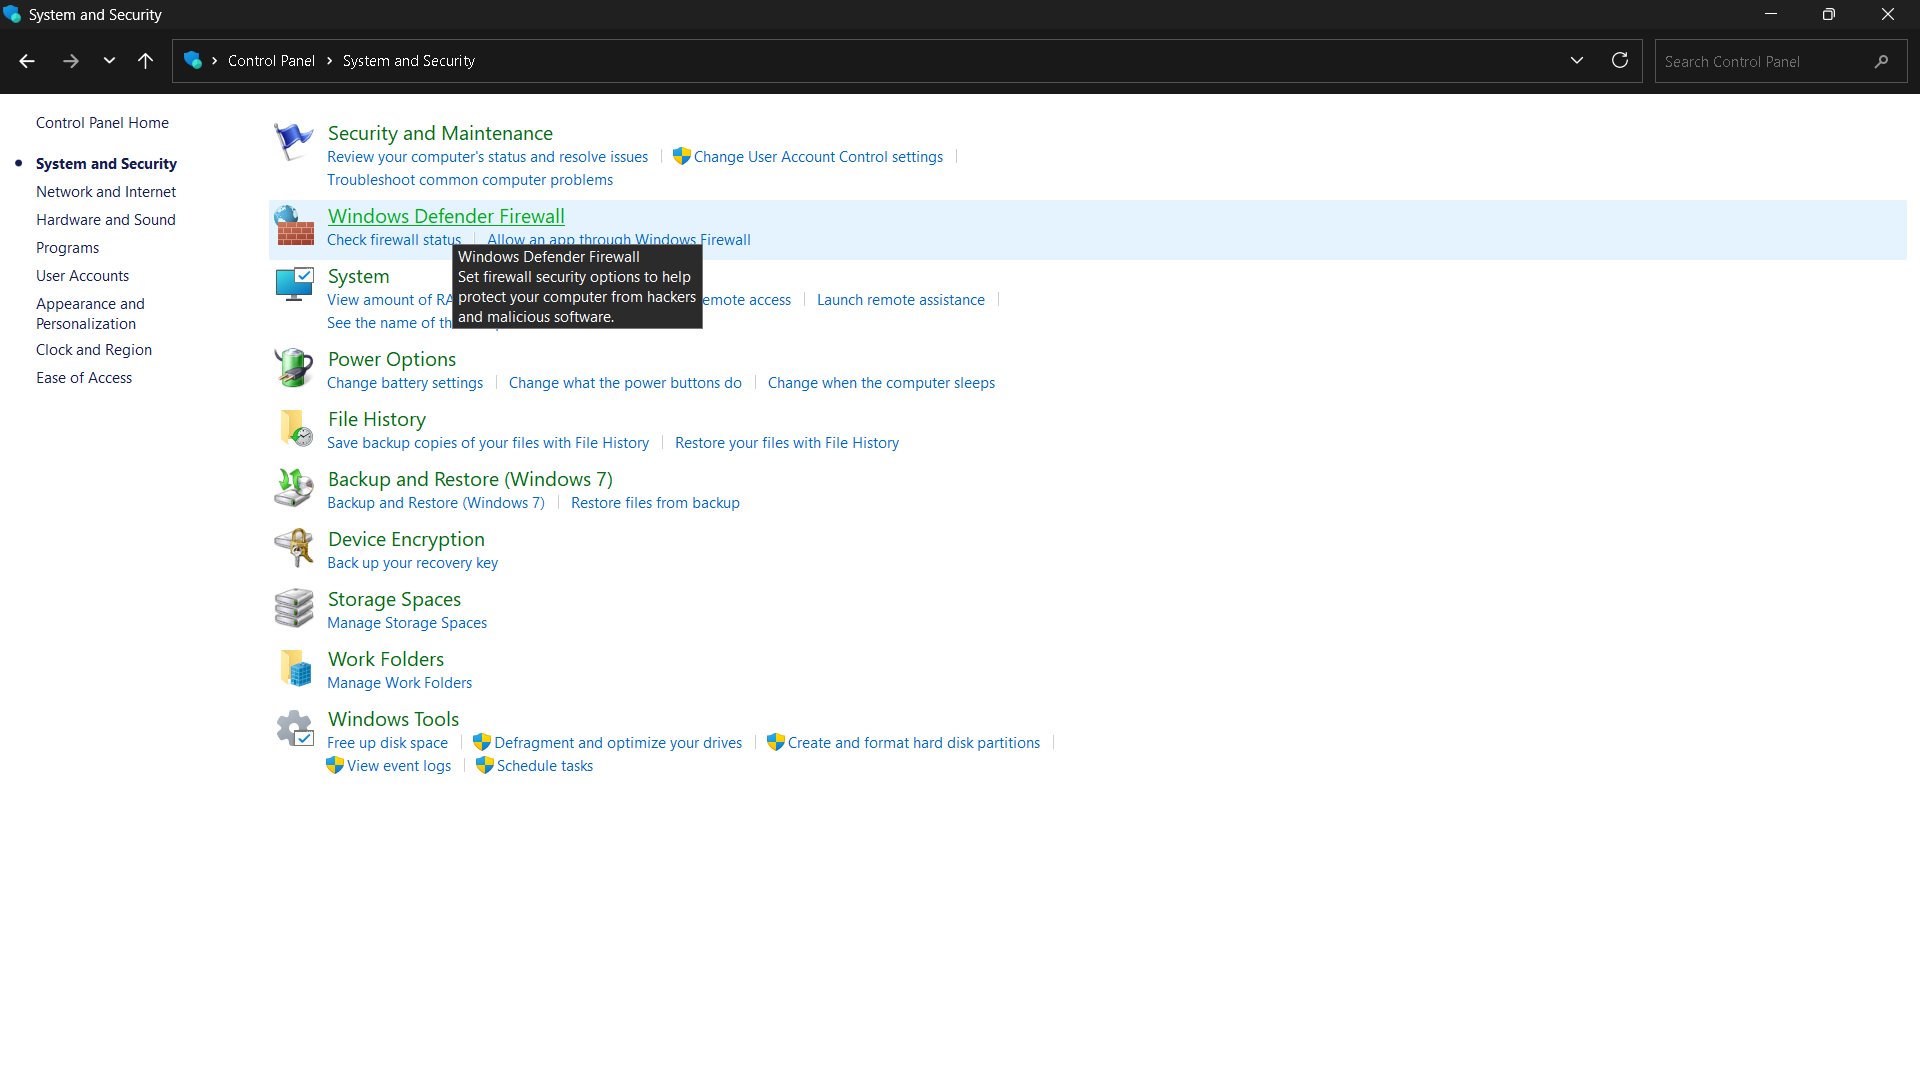 System and Security
Control Panel System and Security
Search Control Panel
Control Panel Home
System and Security
Network and Internet
Hardware and Sound
Programs
User Accounts
Appearance and
Personalization
Clock and Region
Ease of Access
Security and Maintenance
Review your computer's status and resolve issues Change User Account Control settings
Troubleshoot common computer problems
Windows Defender Firewall
Check firewall status Allow an app through Windows Firewall
Windows Defender Firewall
Set firewall security options to help
protect your computer from hackers
and malicious software.
System
View amount of access Launch remote assistance
See the name of
Power Options
Change battery settings Change what the power buttons do Change when the computer sleeps
File History
Save backup copies of your files with File History Restore your files with File History
Backup and Restore (Windows 7)
Backup and Restore (Windows 7) Restore files from backup
Device Encryption
Back up your recovery key
Storage Spaces
Manage Storage Spaces
Work Folders
Manage Work Folders
Windows Tools
Free up disk space Defragment and optimize your drives Create and format hard disk partitions
View event logs Schedule tasks